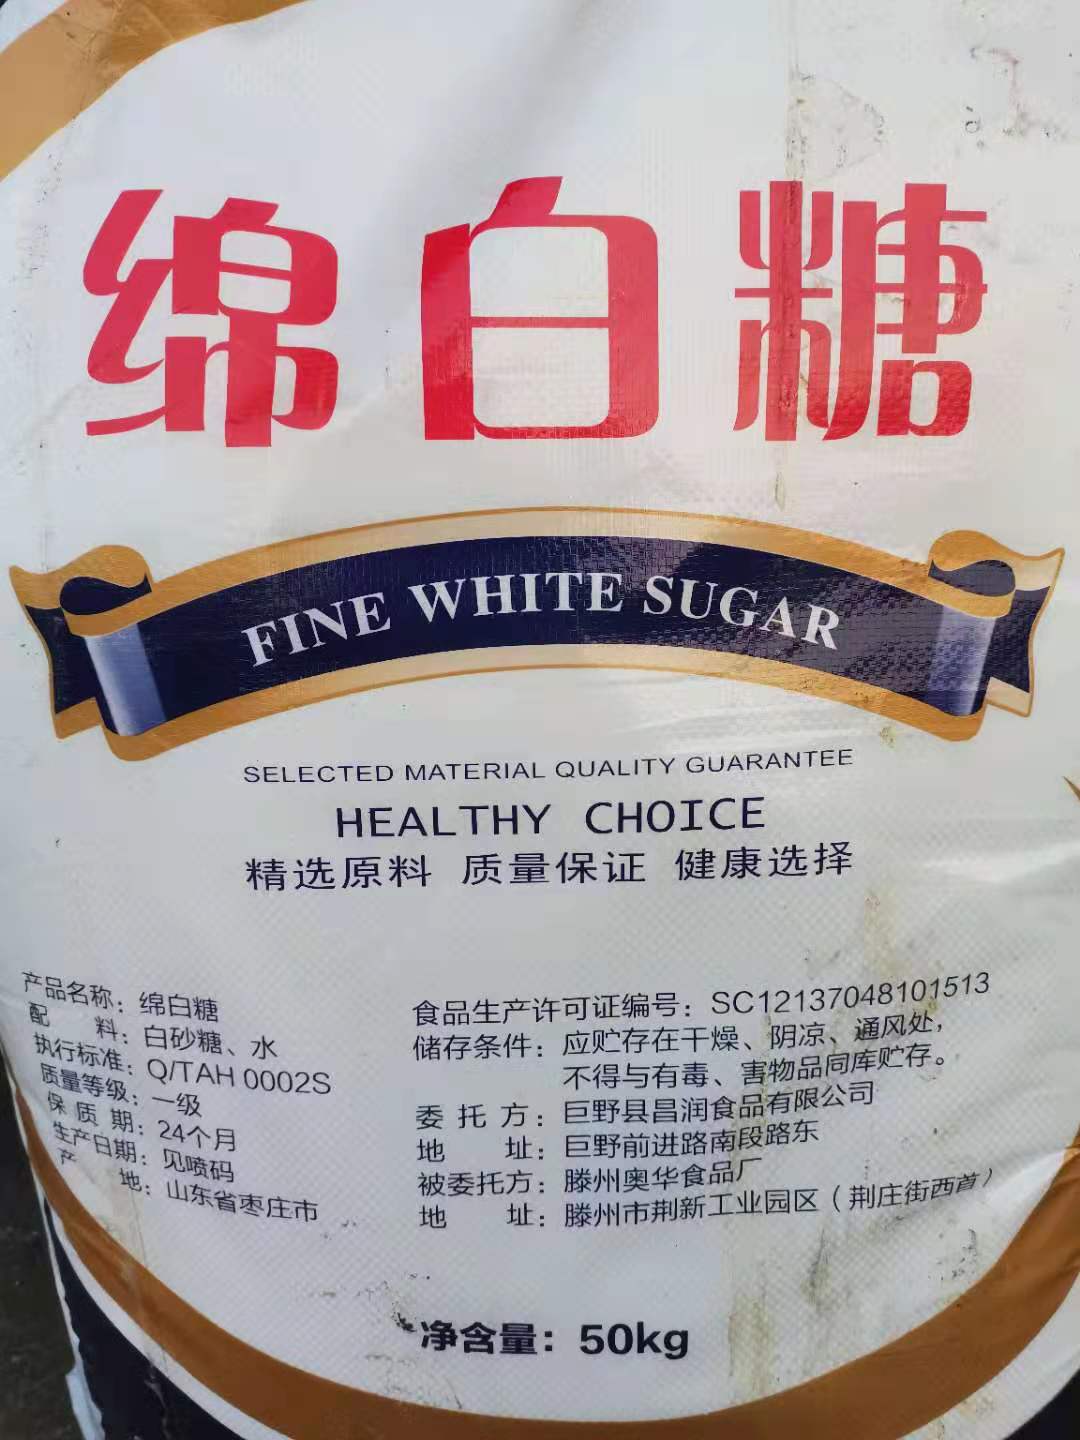 绵白糖
FINE WHITE SUGAR
SELECTED MATERIAL QUALITY GUARANTEE
HEALTHY CHOICE
精选原料 质量保证 健康选择
产品名称：绵白糖
配料：白砂糖、水
执行标准：Q/TAH 0002S
质量等级：一级
保质期：24个月
生产日期：见喷码
产地：山东省枣庄市
食品生产许可证编号：SC12137048101513
储存条件：应贮存在干燥、阴凉、通风处，
不得与有毒、害物品同库贮存。
委托方：巨野县昌润食品有限公司
地址：巨野前进路南段路东
被委托方：滕州奥华食品厂
地址：滕州市荆新工业园区（荆庄街西首）
净含量：50kg